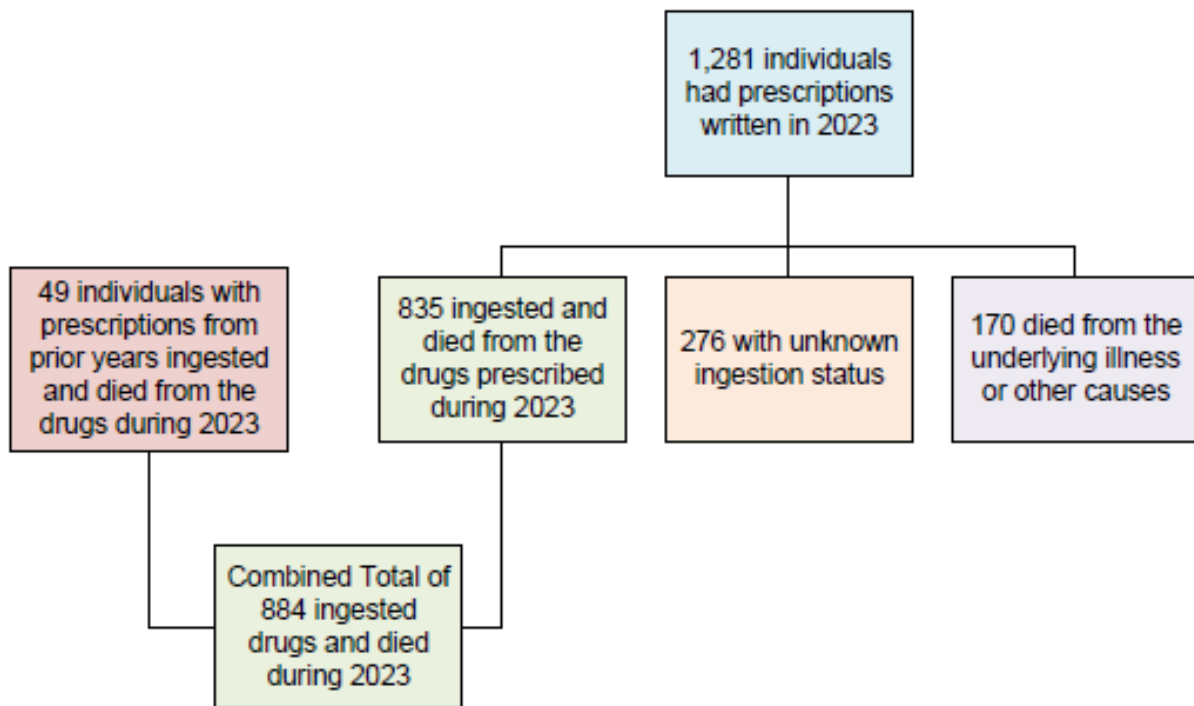 1,281 individuals
had prescriptions
written in 2023
49 individuals with
prescriptions from
prior years ingested
and died from the
drugs during 2023
835 ingested and
died from the
drugs prescribed
during 2023
276 with unknown
ingestion status
170 died from the
underlying illness
or other causes
Combined Total of
884 ingested
drugs and died
during 2023